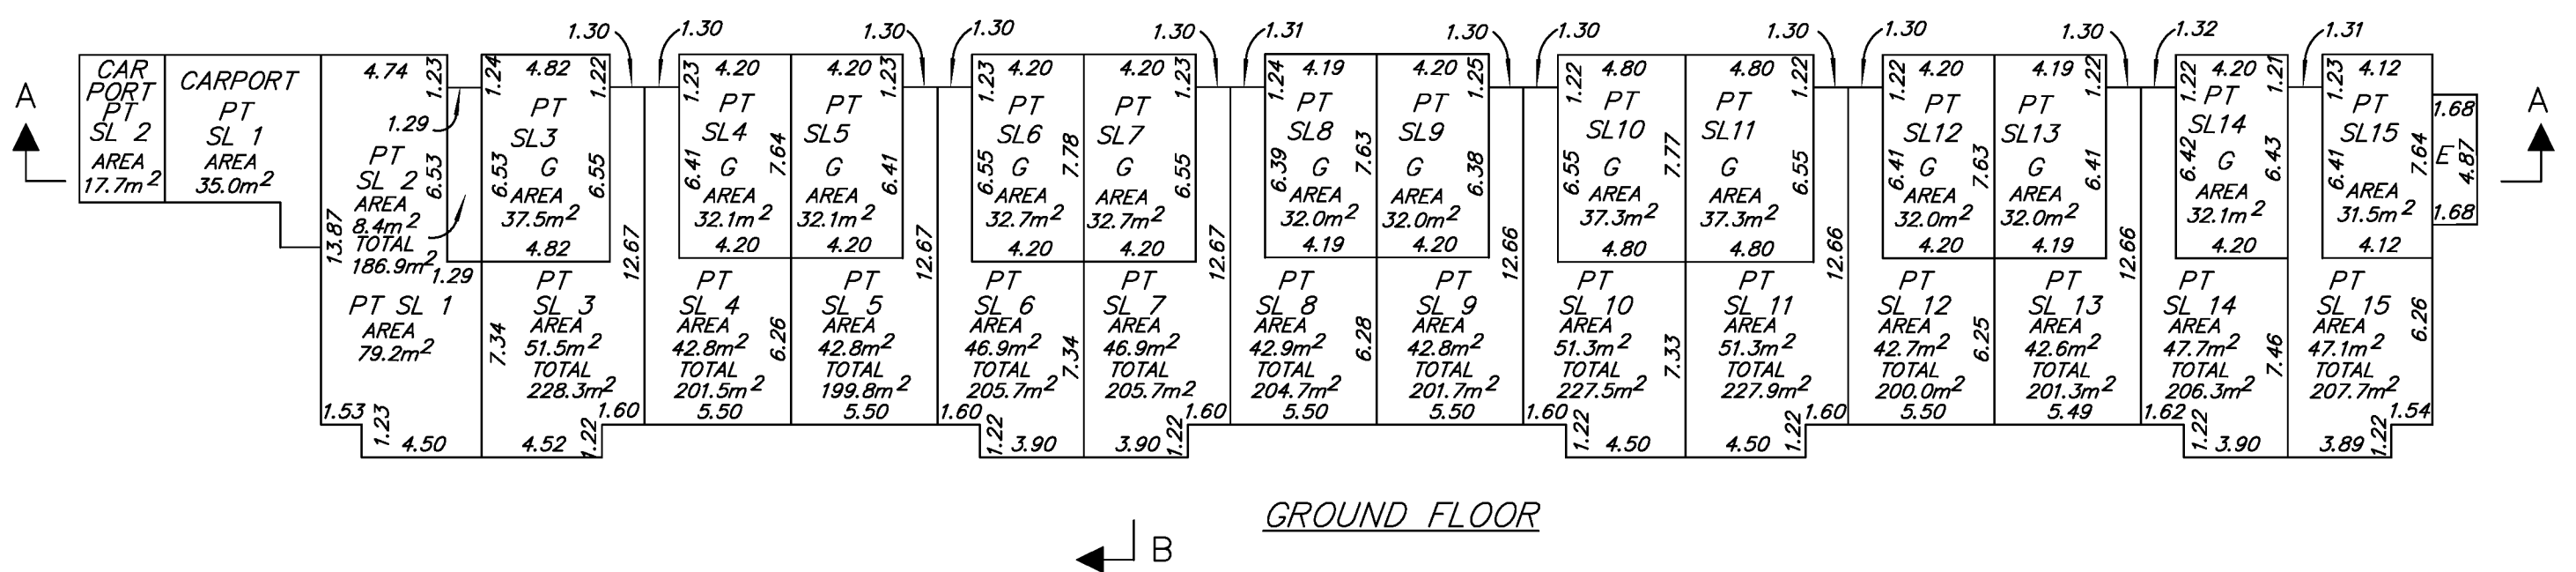 1.30
1.30
1.30
1.30
1.30
1.31
1.30
1.30
1.30
1.30
1.30
1.32
1.31
A
A
CAR
PORT
PT
SL 2
AREA
17.7m²
CARPORT
PT
SL 1
AREA
35.0m²
4.74
1.23
1.29
6.53
PT
SL 2
AREA
8.4m²
TOTAL
186.9m²
13.87
1.29
PT SL 1
AREA
79.2m²
1.53
1.23
4.50
1.24
4.82
1.22
PT
SL3
G
6.53
6.55
AREA
37.5m²
4.82
12.67
PT
SL 3
AREA
51.5m²
TOTAL
228.3m²
7.34
1.60
4.52
1.22
1.23
4.20
PT
SL4
G
6.41
7.64
AREA
32.1m²
4.20
PT
SL 4
AREA
42.8m²
TOTAL
201.5m²
5.50
6.26
4.20
1.23
PT
SL5
G
6.41
AREA
32.1m²
4.20
12.67
PT
SL 5
AREA
42.8m²
TOTAL
199.8m²
5.50
1.23
4.20
PT
SL6
G
6.55
7.78
AREA
32.7m²
4.20
PT
SL 6
AREA
46.9m²
TOTAL
205.7m²
7.34
1.60
1.22
3.90
4.20
1.23
PT
SL7
G
6.55
AREA
32.7m²
4.20
12.67
PT
SL 7
AREA
46.9m²
TOTAL
205.7m²
1.60
3.90
1.22
1.24
4.19
PT
SL8
G
6.39
7.63
AREA
32.0m²
4.19
PT
SL 8
AREA
42.9m²
TOTAL
204.7m²
5.50
6.28
4.20
1.25
PT
SL9
G
6.38
AREA
32.0m²
4.20
12.66
PT
SL 9
AREA
42.8m²
TOTAL
201.7m²
5.50
1.22
4.80
PT
SL10
G
6.55
7.77
AREA
37.3m²
4.80
PT
SL 10
AREA
51.3m²
TOTAL
227.5m²
7.33
1.60
1.22
4.50
4.80
1.22
PT
SL11
G
6.55
AREA
37.3m²
4.80
12.66
PT
SL 11
AREA
51.3m²
TOTAL
227.9m²
1.60
4.50
1.22
1.22
4.20
PT
SL12
G
6.41
7.63
AREA
32.0m²
4.20
PT
SL 12
AREA
42.7m²
TOTAL
200.0m²
5.50
6.25
4.19
1.22
PT
SL13
G
6.41
AREA
32.0m²
4.19
12.66
PT
SL 13
AREA
42.6m²
TOTAL
201.3m²
5.49
1.22
4.20
1.21
PT
SL14
G
6.42
6.43
AREA
32.1m²
4.20
PT
SL 14
AREA
47.7m²
TOTAL
206.3m²
7.46
1.62
1.22
3.90
1.23
4.12
PT
SL15
6.41
7.64
AREA
31.5m²
4.12
PT
SL 15
AREA
47.1m²
TOTAL
207.7m²
6.26
1.54
3.89
1.22
1.68
E
4.87
1.68
GROUND FLOOR
B